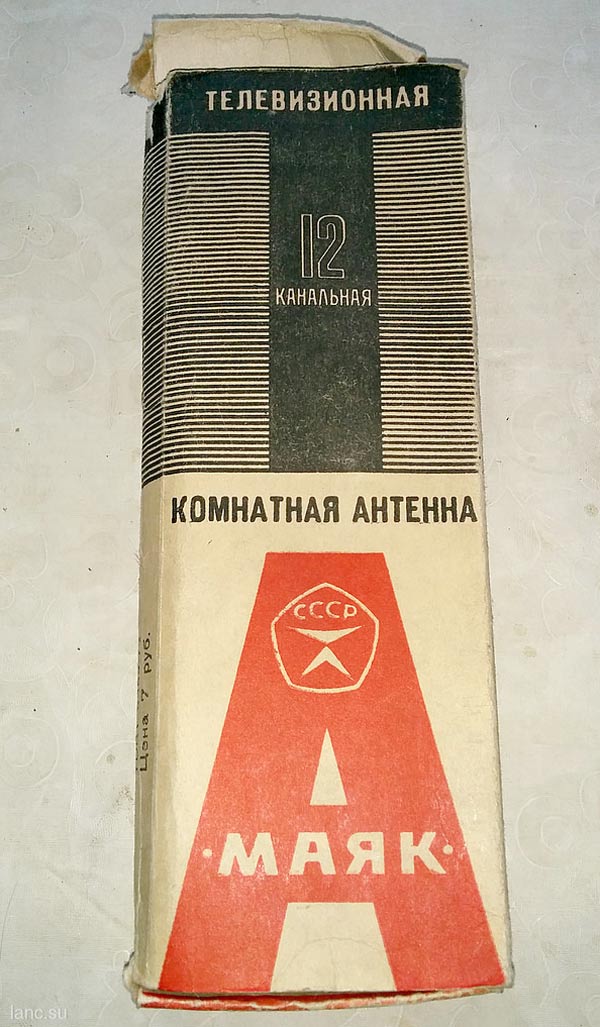 ТЕЛЕВИЗИОННАЯ
12
КАНАЛЬНАЯ
КОМНАТНАЯ АНТЕННА
СССР
·МАЯК·
Цена 7 руб.
lanc.su